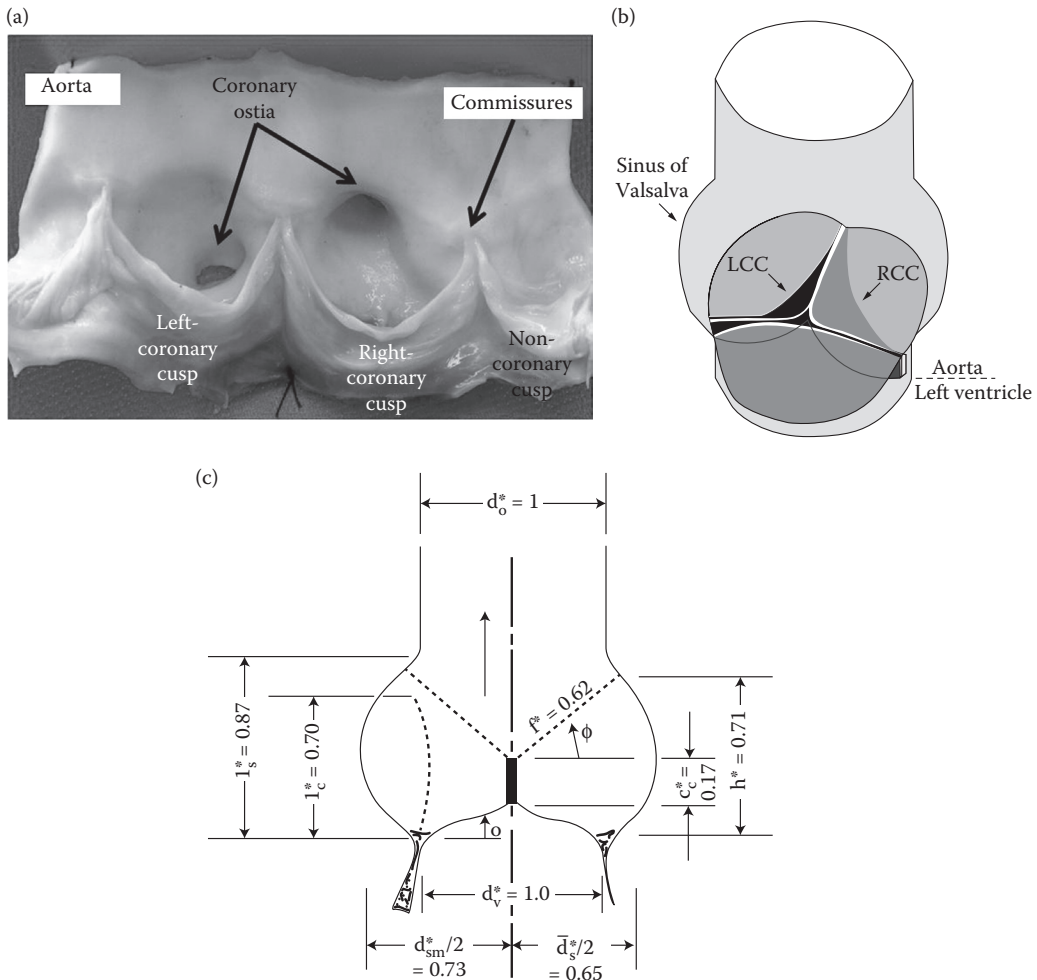 (a)
Aorta
Coronary
ostia
Commissures
Left-
coronary
cusp
Right-
coronary
cusp
Non-
coronary
cusp
(b)
Sinus of
Valsalva
LCC
RCC
Aorta
Left ventricle
(c)
d*o = 1
l*s = 0.87
l*c = 0.70
f* = 0.62
ϕ
c*c =
0.17
h* = 0.71
o
d*v = 1.0
d*sm/2
= 0.73
d̅*s/2
= 0.65